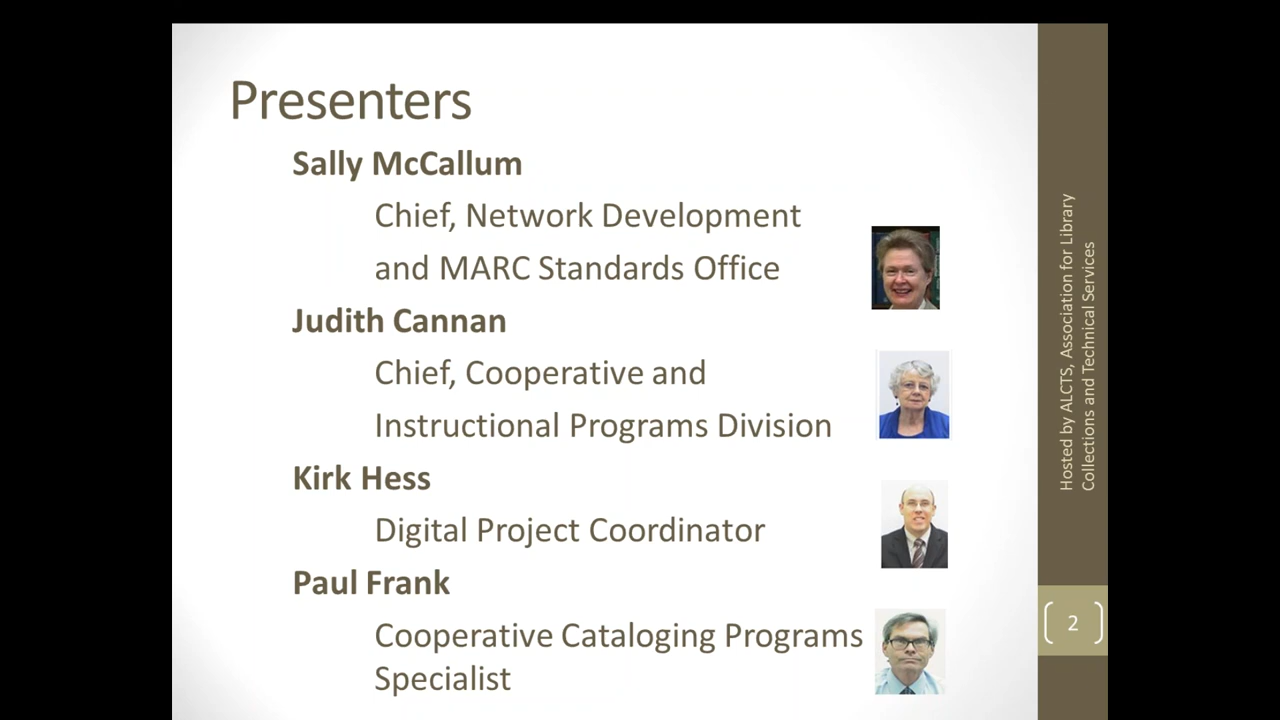 Presenters
Sally McCallum
Chief, Network Development
and MARC Standards Office
Judith Cannan
Chief, Cooperative and
Instructional Programs Division
Kirk Hess
Digital Project Coordinator
Paul Frank
Cooperative Cataloging Programs
Specialist
Hosted by ALCTS, Association for Library
Collections and Technical Services
2